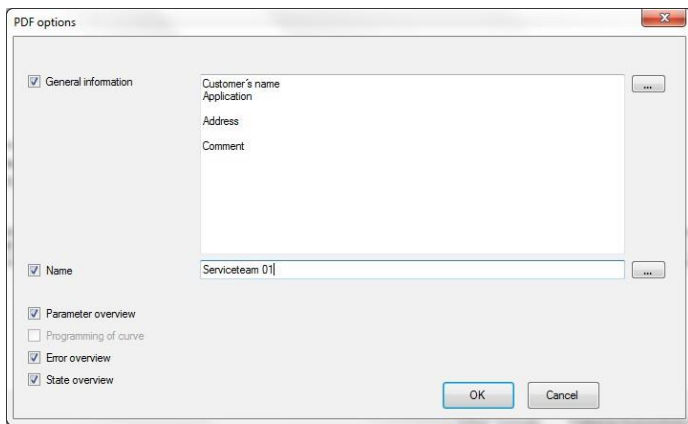 PDF options
General information
Customer´s name
Application
Address
Comment
...
Name
Serviceteam 01
...
Parameter overview
Programming of curve
Error overview
State overview
OK
Cancel